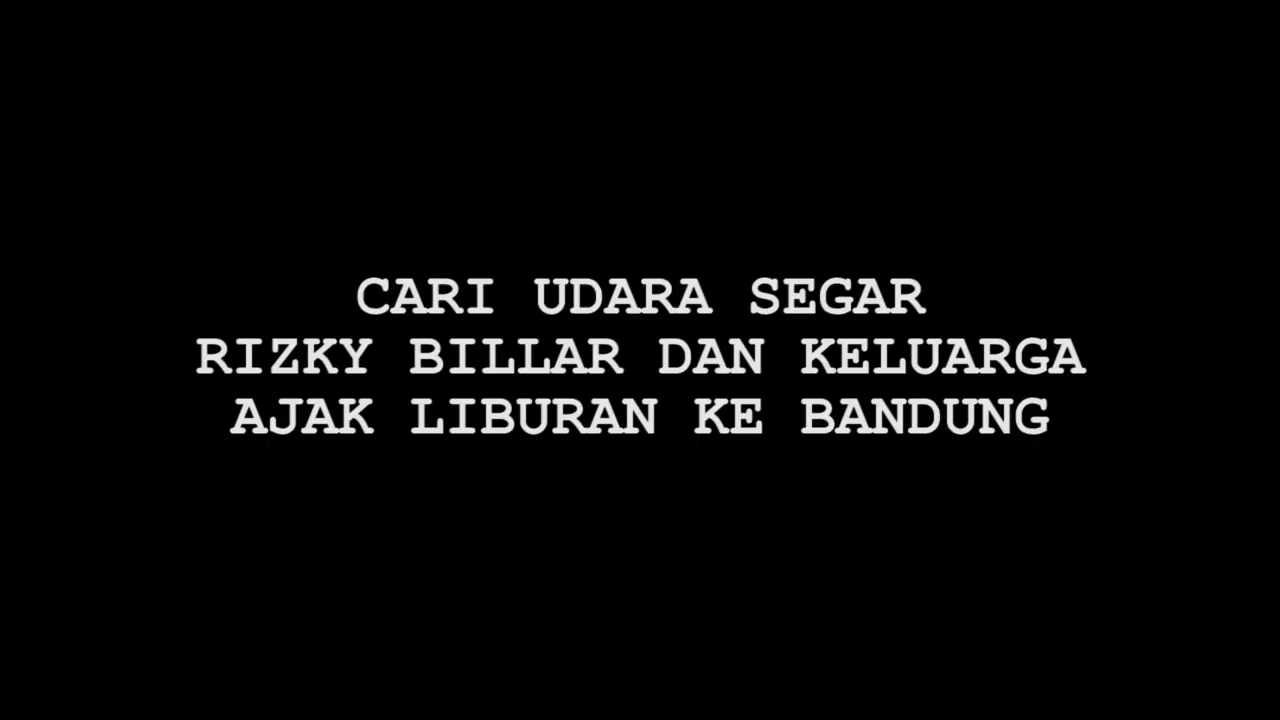 CARI UDARA SEGAR
RIZKY BILLAR DAN KELUARGA
AJAK LIBURAN KE BANDUNG